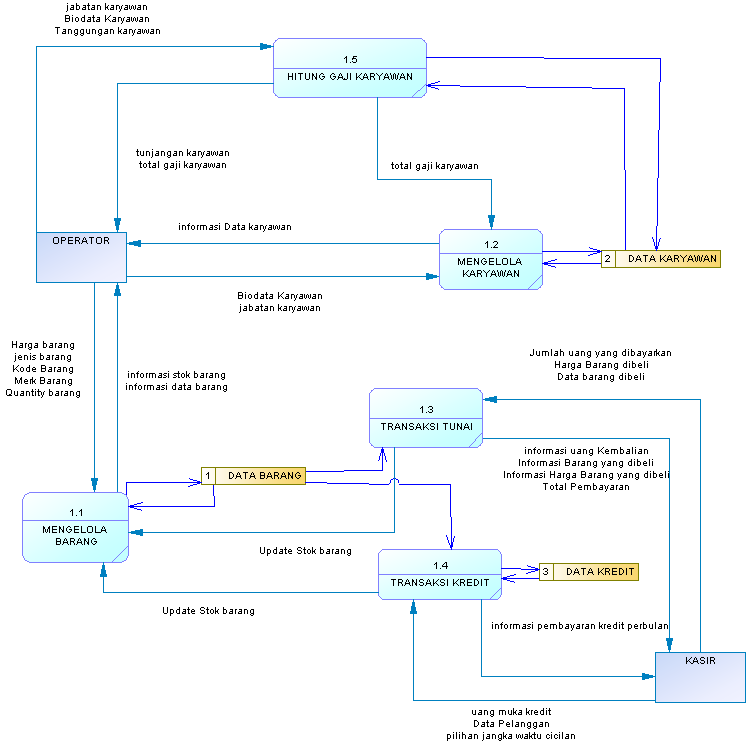 jabatan karyawan
Biodata Karyawan
Tanggungan karyawan
1.5
HITUNG GAJI KARYAWAN
tunjangan karyawan
total gaji karyawan
total gaji karyawan
informasi Data karyawan
OPERATOR
1.2
MENGELOLA
KARYAWAN
2 DATA KARYAWAN
Biodata Karyawan
jabatan karyawan
Harga barang
jenis barang
Kode Barang
Merk Barang
Quantity barang
informasi stok barang
informasi data barang
Jumlah uang yang dibayarkan
Harga Barang dibeli
Data barang dibeli
1.3
TRANSAKSI TUNAI
informasi uang Kembalian
Informasi Barang yang dibeli
Informasi Harga Barang yang dibeli
Total Pembayaran
1 DATA BARANG
1.1
MENGELOLA
BARANG
Update Stok barang
1.4
TRANSAKSI KREDIT
3 DATA KREDIT
Update Stok barang
informasi pembayaran kredit perbulan
KASIR
uang muka kredit
Data Pelanggan
pilihan jangka waktu cicilan